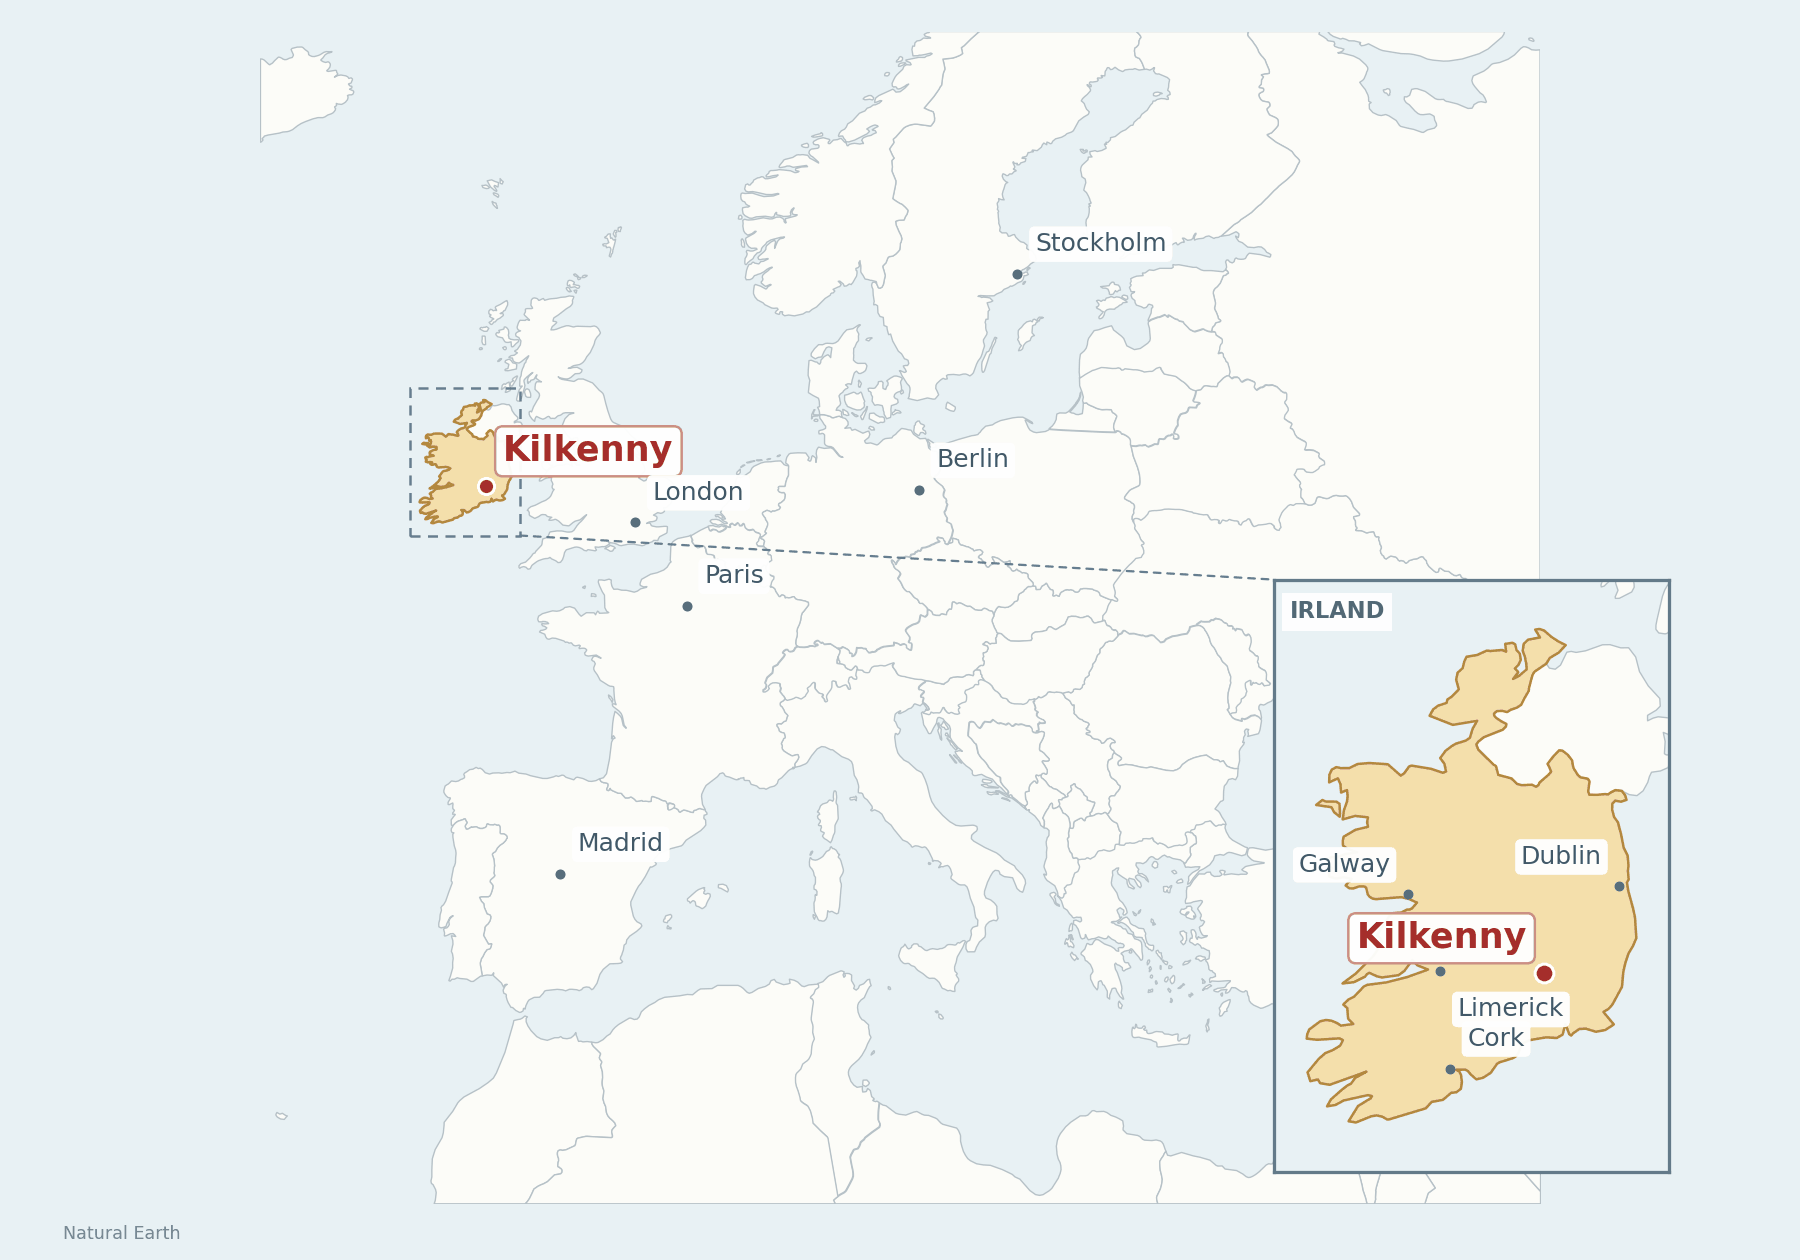 Stockholm
Kilkenny
Berlin
London
Paris
Madrid
IRLAND
Galway
Dublin
Kilkenny
Limerick
Cork
Natural Earth